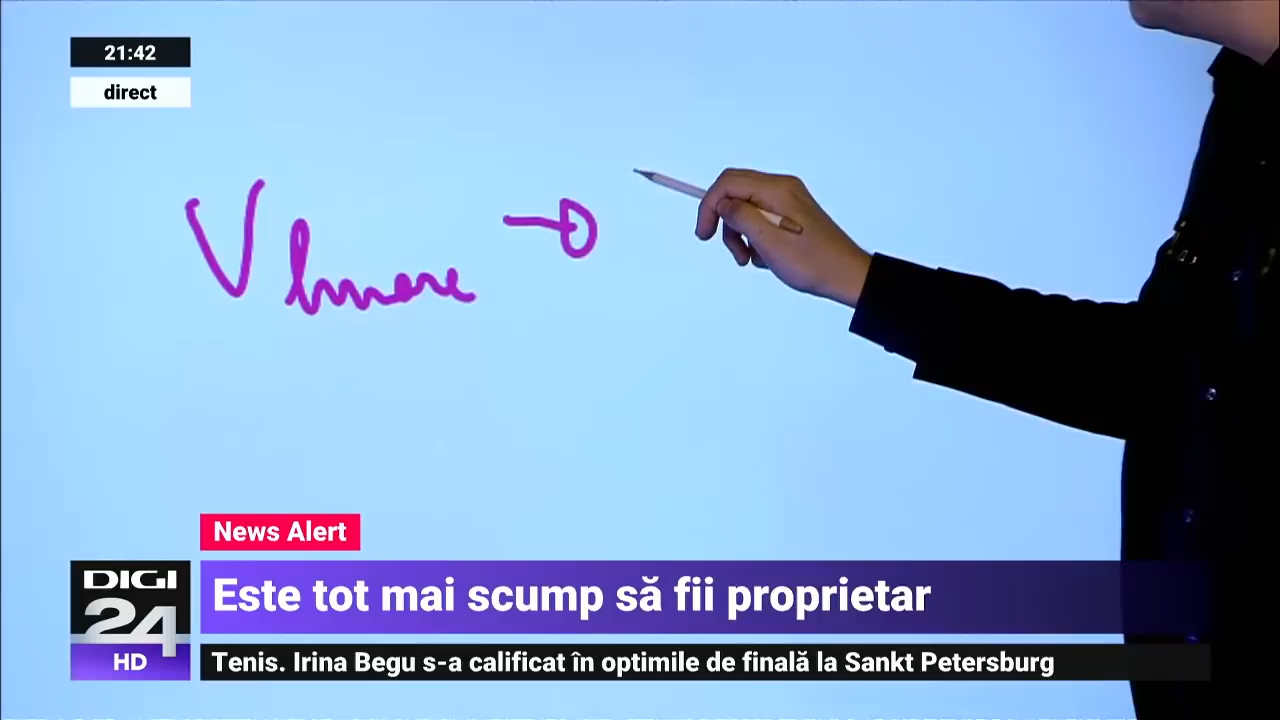 21:42
direct
V
News Alert
DIGI
24
HD
Este tot mai scump să fii proprietar
Tenis. Irina Begu s-a calificat în optimile de finală la Sankt Petersburg